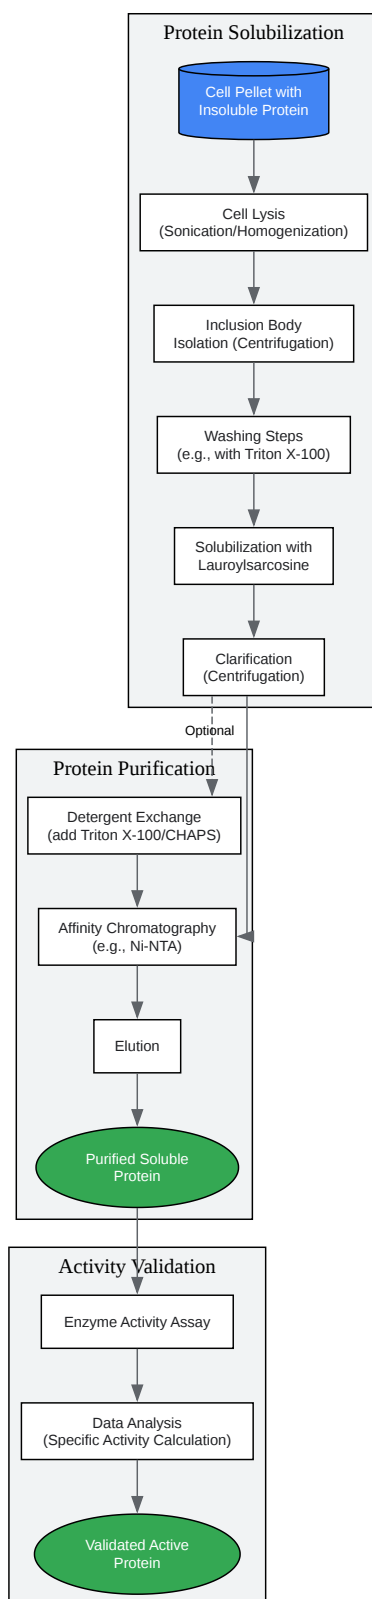 Protein Solubilization
Cell Pellet with
Insoluble Protein
Cell Lysis
(Sonication/Homogenization)
Inclusion Body
Isolation (Centrifugation)
Washing Steps
(e.g., with Triton X-100)
Solubilization with
Lauroylsarcosine
Clarification
(Centrifugation)
Optional
Protein Purification
Detergent Exchange
(add Triton X-100/CHAPS)
Affinity Chromatography
(e.g., Ni-NTA)
Elution
Purified Soluble
Protein
Activity Validation
Enzyme Activity Assay
Data Analysis
(Specific Activity Calculation)
Validated Active
Protein